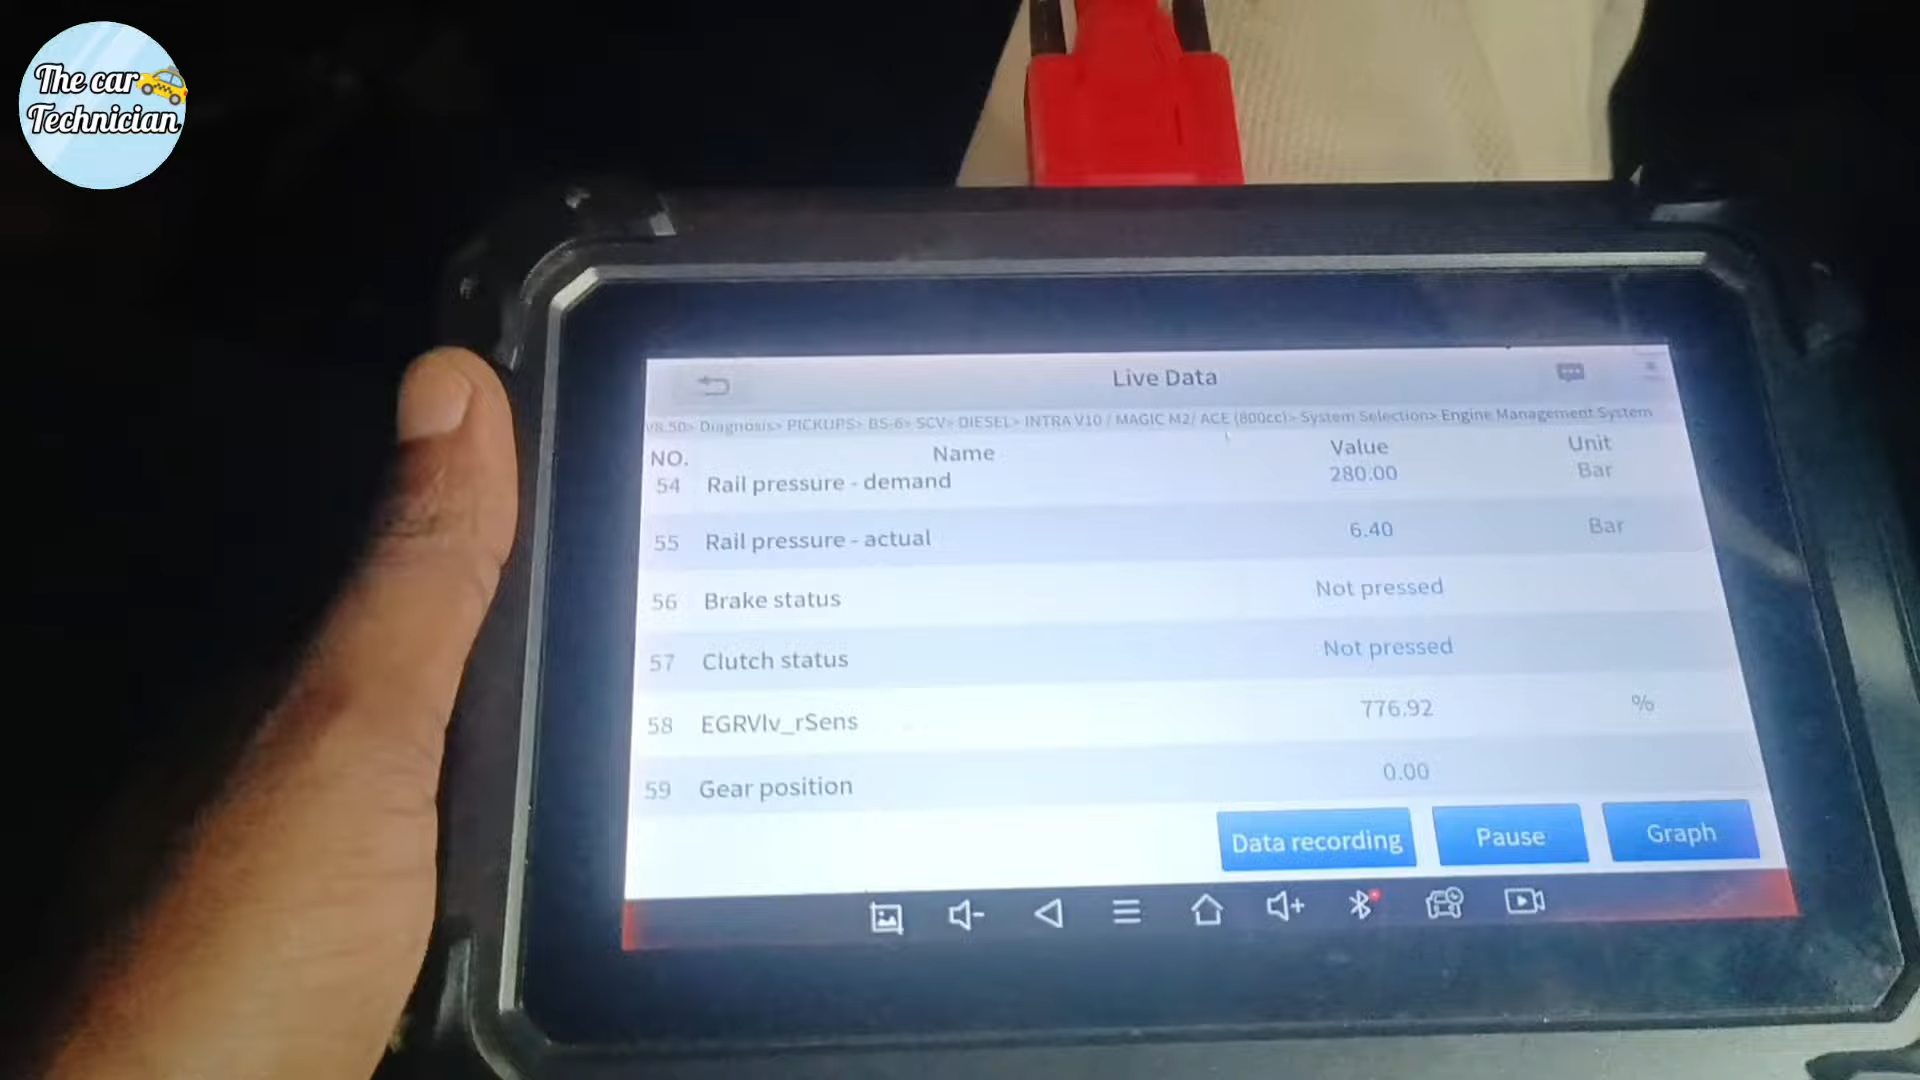 The car
Technician
Live Data
V8.50> Diagnosis> PICKUPS> BS-6> SCV> DIESEL> INTRA V10 / MAGIC M2/ ACE (800cc)> System Selection> Engine Management System
NO. Name Value Unit
54 Rail pressure - demand 280.00 Bar
55 Rail pressure - actual 6.40 Bar
56 Brake status Not pressed
57 Clutch status Not pressed
58 EGRVlv_rSens 776.92 %
59 Gear position 0.00
Data recording Pause Graph